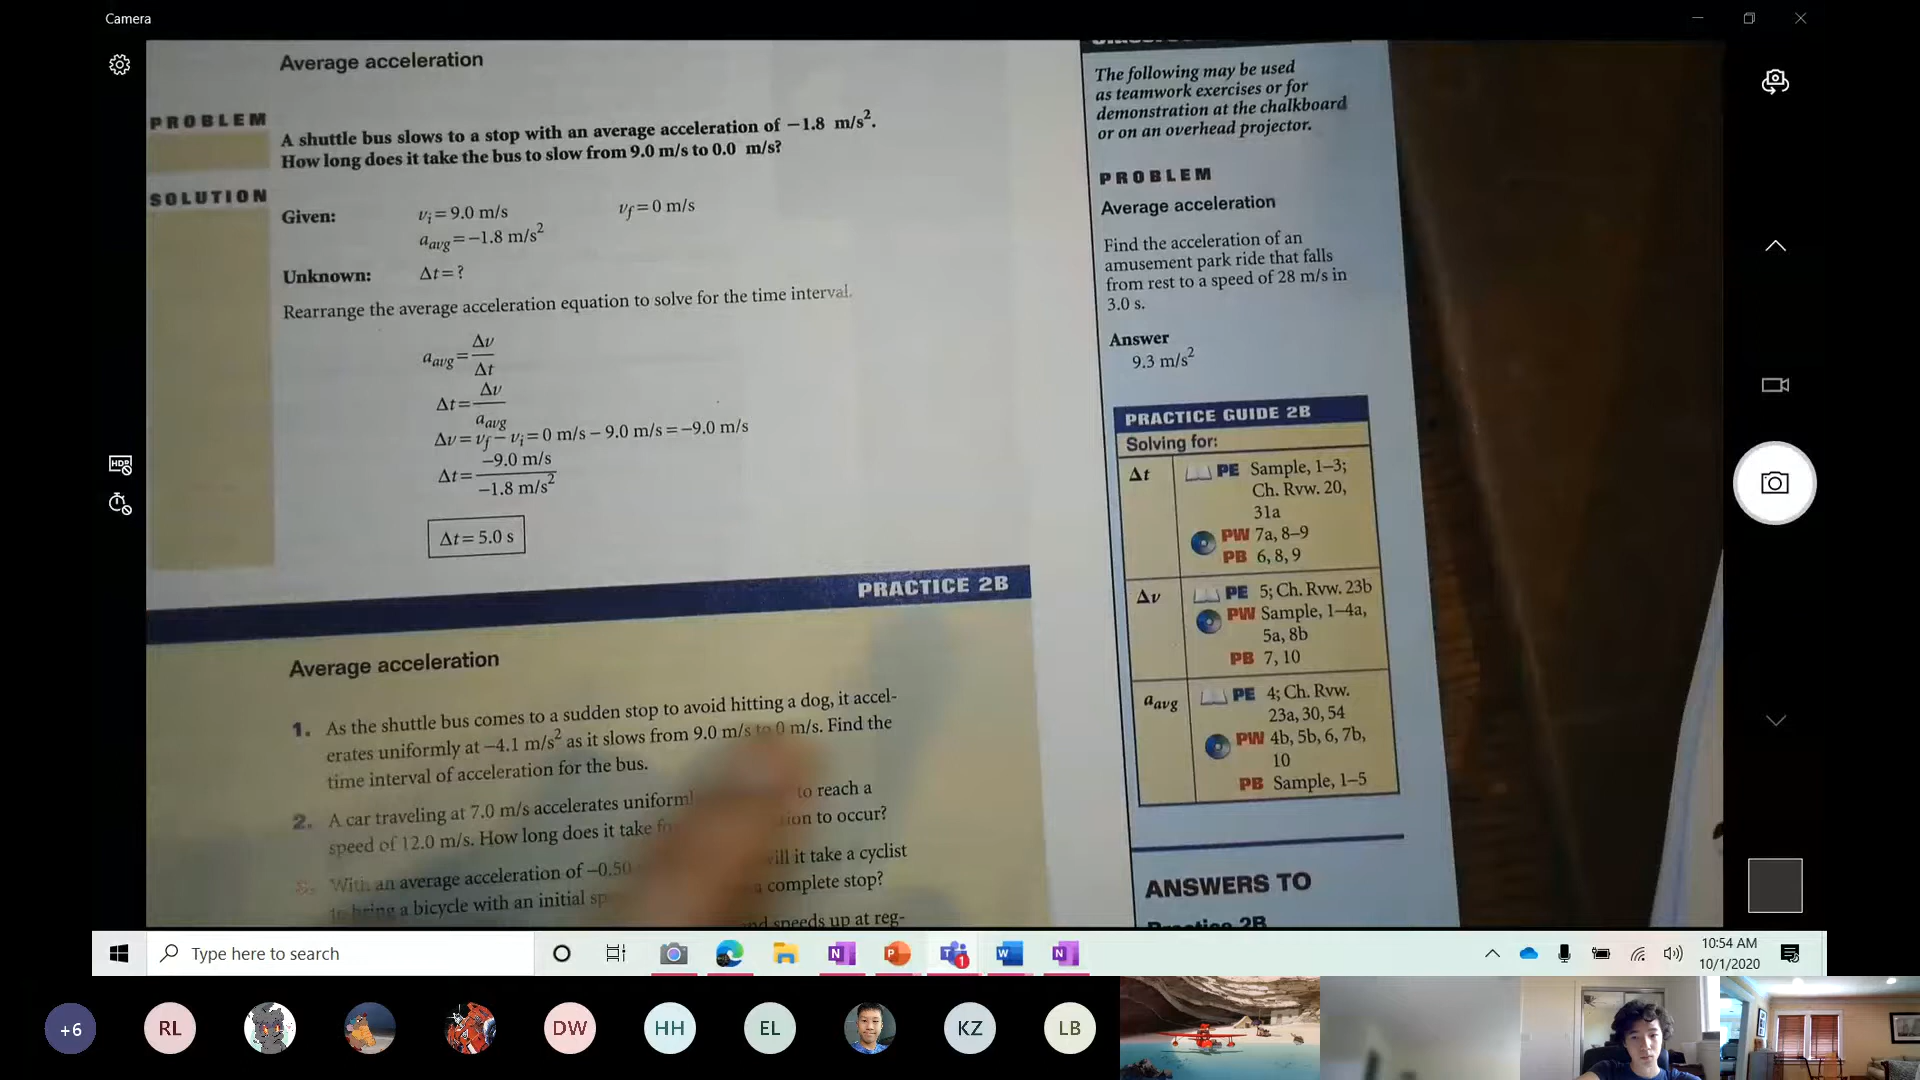 Camera
Average acceleration
PROBLEM
A shuttle bus slows to a stop with an average acceleration of −1.8 m/s².
How long does it take the bus to slow from 9.0 m/s to 0.0 m/s?
SOLUTION
Given:
vi = 9.0 m/s
vf = 0 m/s
aavg = −1.8 m/s²
Unknown:
Δt = ?
Rearrange the average acceleration equation to solve for the time interval.
aavg = Δv/Δt
Δt = Δv/aavg
Δv = vf − vi = 0 m/s − 9.0 m/s = −9.0 m/s
Δt = −9.0 m/s / −1.8 m/s²
Δt = 5.0 s
PRACTICE 2B
Average acceleration
1. As the shuttle bus comes to a sudden stop to avoid hitting a dog, it accel-
erates uniformly at −4.1 m/s² as it slows from 9.0 m/s to 0 m/s. Find the
time interval of acceleration for the bus.
2. A car traveling at 7.0 m/s accelerates to reach a
speed of 12.0 m/s. How long does it take to occur?
3. With an average acceleration of −0.50 will it take a cyclist
to bring a bicycle with an initial a complete stop?
speeds up at reg-
The following may be used
as teamwork exercises or for
demonstration at the chalkboard
or on an overhead projector.
PROBLEM
Average acceleration
Find the acceleration of an
amusement park ride that falls
from rest to a speed of 28 m/s in
3.0 s.
Answer
9.3 m/s²
PRACTICE GUIDE 2B
Solving for:
Δt PE Sample, 1–3;
Ch. Rvw. 20,
31a
PW 7a, 8–9
PB 6, 8, 9
Δv PE 5; Ch. Rvw. 23b
PW Sample, 1–4a,
5a, 8b
PB 7, 10
aavg PE 4; Ch. Rvw.
23a, 30, 54
PW 4b, 5b, 6, 7b,
10
PB Sample, 1–5
ANSWERS TO
Practice 2B
HDR
Type here to search
N
P
1
W
N
10:54 AM
10/1/2020
+6
RL
DW
HH
EL
KZ
LB